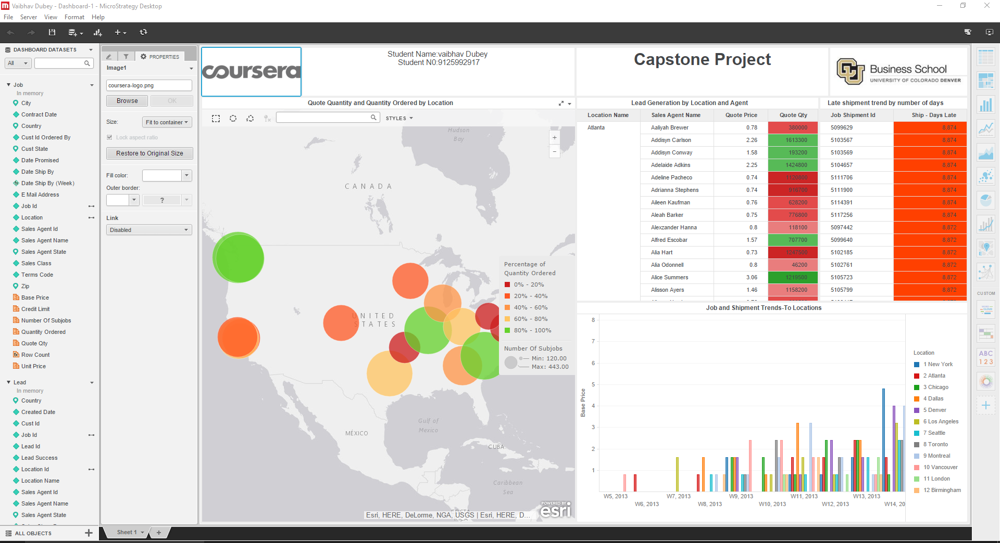 Vaibhav Dubey - Dashboard-1 - MicroStrategy Desktop
File Server View Format Help
DASHBOARD DATASETS
All
Job
In memory
City
Contract Date
Country
Cust Id Ordered By
Cust State
Date Promised
Date Ship By
Date Ship By (Week)
E Mail Address
Job Id
Location
Sales Agent Id
Sales Agent Name
Sales Agent State
Sales Class
Terms Code
Zip
Base Price
Credit Limit
Number Of Subjobs
Quantity Ordered
Quote Qty
Row Count
Unit Price
Lead
In memory
Country
Created Date
Cust Id
Job Id
Lead Id
Lead Success
Location Id
Location Name
Sales Agent Id
Sales Agent Name
Sales Agent State
ALL OBJECTS
PROPERTIES
Image1
coursera-logo.png
Browse OK
Size: Fit to container
Lock aspect ratio
Restore to Original Size
Fill color:
Outer border:
?
Link
Disabled
coursera
Student Name:vaibhav Dubey
Student N0:9125992917
Capstone Project
CU
Business School
UNIVERSITY OF COLORADO DENVER
Quote Quantity and Quantity Ordered by Location
STYLES
+
−
Hudson
Bay
CANADA
UNITED
STATES
MÉXICO
Gulf of
Mexico
CUBA
Caribbean
Sea
COSTA
RICA
Percentage of
Quantity Ordered
0% - 20%
20% - 40%
40% - 60%
60% - 80%
80% - 100%
Number Of Subjobs
Min: 120.00
Max: 443.00
Esri, HERE, DeLorme, NGA, USGS | Esri, HERE, D...
POWERED BY
esri
Lead Generation by Location and Agent
Location Name Sales Agent Name Quote Price Quote Qty
Atlanta Aaliyah Brewer 0.78 380000
Addisyn Carlson 2.26 1613300
Addisyn Conway 1.58 193200
Adelaide Adkins 2.25 1424800
Adeline Pacheco 0.74 1120800
Adrianna Stephens 0.74 916700
Aileen Kaufman 0.76 628200
Aleah Barker 0.75 776800
Alexzander Hanna 0.8 118100
Alfred Escobar 1.57 707700
Alia Hart 0.73 1247500
Alia Odonnell 0.8 46200
Alice Summers 3.06 1219500
Alisson Ayers 1.46 1158200
Late shipment trend by number of days
Job Shipment Id Ship - Days Late
5099629 8,874
5103567 8,874
5103569 8,874
5104657 8,874
5111706 8,874
5111900 8,874
5114391 8,874
5117256 8,874
5097442 8,872
5099640 8,872
5102185 8,872
5102761 8,872
5105723 8,872
5105799 8,872
Job and Shipment Trends-To Locations
Base Price
8
7
6
5
4
3
2
1
W5, 2013
W6, 2013
W7, 2013
W8, 2013
W9, 2013
W10, 2013
W11, 2013
W12, 2013
W13, 2013
W14, 20
Location
1 New York
2 Atlanta
3 Chicago
4 Dallas
5 Denver
6 Los Angeles
7 Seattle
8 Toronto
9 Montreal
10 Vancouver
11 London
12 Birmingham
CUSTOM
ABC
123
Sheet 1
+